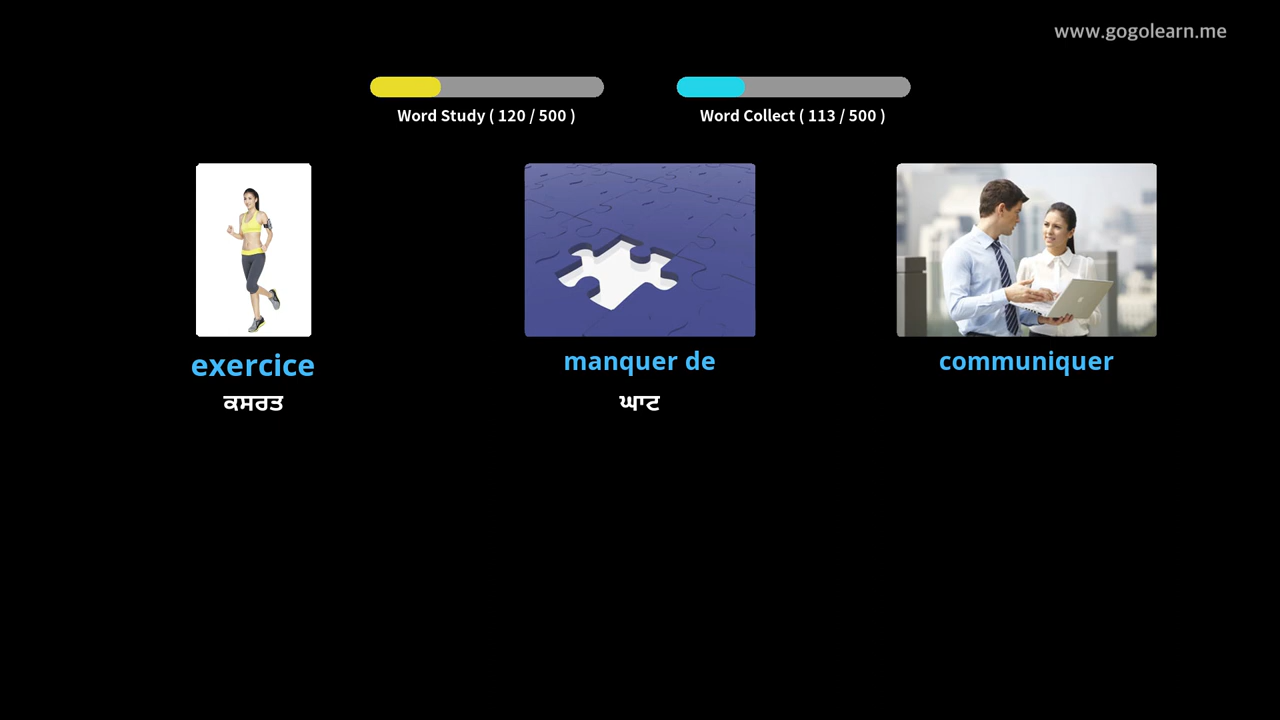 www.gogolearn.me
Word Study ( 120 / 500 )
Word Collect ( 113 / 500 )
exercice
manquer de
communiquer
ਕਸਰਤ
ਘਾਟ